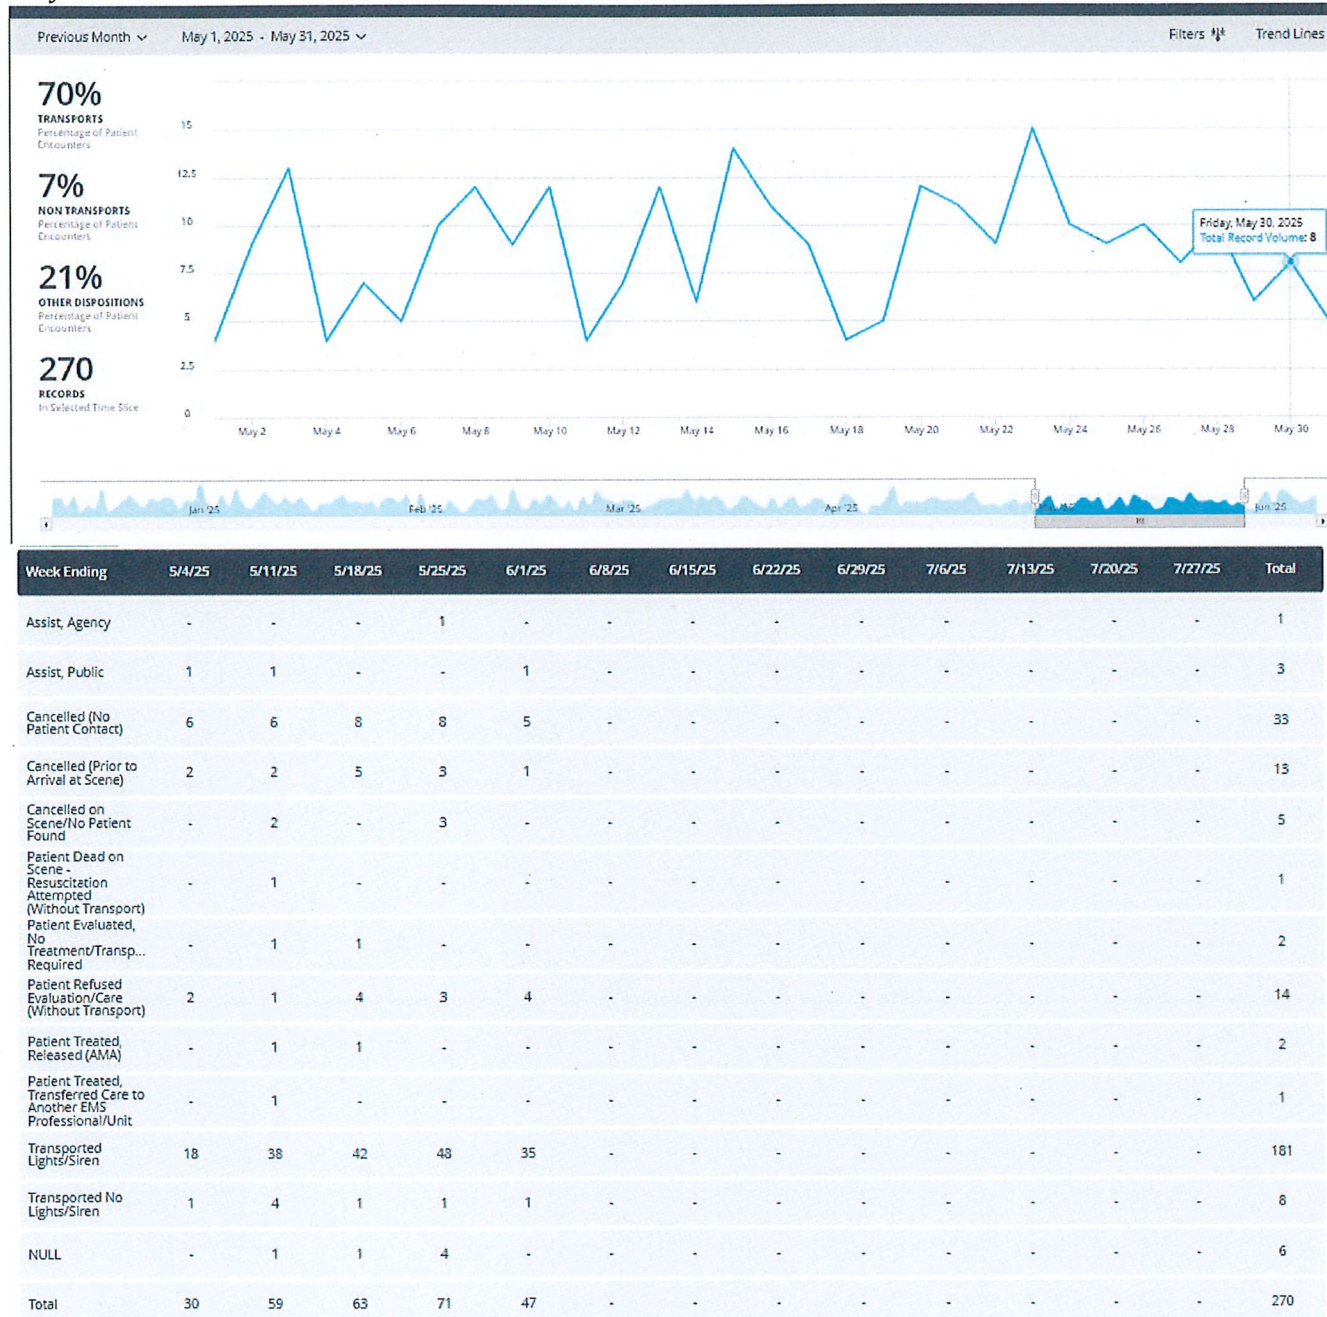 Previous Month May 1, 2025 - May 31, 2025 Filters Trend Lines
70%
TRANSPORTS
Percentage of Patient
Encounters
7%
NON TRANSPORTS
Percentage of Patient
Encounters
21%
OTHER DISPOSITIONS
Percentage of Patient
Encounters
270
RECORDS
In Selected Time Slice
15
12.5
10
7.5
5
2.5
0
Friday, May 30, 2025
Total Record Volume: 8
May 2 May 4 May 6 May 8 May 10 May 12 May 14 May 16 May 18 May 20 May 22 May 24 May 26 May 28 May 30
Jan '25 Feb '25 Mar '25 Apr '25 Jun '25
Week Ending 5/4/25 5/11/25 5/18/25 5/25/25 6/1/25 6/8/25 6/15/25 6/22/25 6/29/25 7/6/25 7/13/25 7/20/25 7/27/25 Total
Assist, Agency - - - 1 - - - - - - - - - 1
Assist, Public 1 1 - - 1 - - - - - - - - 3
Cancelled (No
Patient Contact) 6 6 8 8 5 - - - - - - - - 33
Cancelled (Prior to
Arrival at Scene) 2 2 5 3 1 - - - - - - - - 13
Cancelled on
Scene/No Patient
Found - 2 - 3 - - - - - - - - - 5
Patient Dead on
Scene -
Resuscitation
Attempted
(Without Transport) - 1 - - - - - - - - - - - 1
Patient Evaluated,
No
Treatment/Transp...
Required - 1 1 - - - - - - - - - - 2
Patient Refused
Evaluation/Care
(Without Transport) 2 1 4 3 4 - - - - - - - - 14
Patient Treated,
Released (AMA) - 1 1 - - - - - - - - - - 2
Patient Treated,
Transferred Care to
Another EMS
Professional/Unit - 1 - - - - - - - - - - - 1
Transported
Lights/Siren 18 38 42 48 35 - - - - - - - - 181
Transported No
Lights/Siren 1 4 1 1 1 - - - - - - - - 8
NULL - 1 1 4 - - - - - - - - - 6
Total 30 59 63 71 47 - - - - - - - - 270